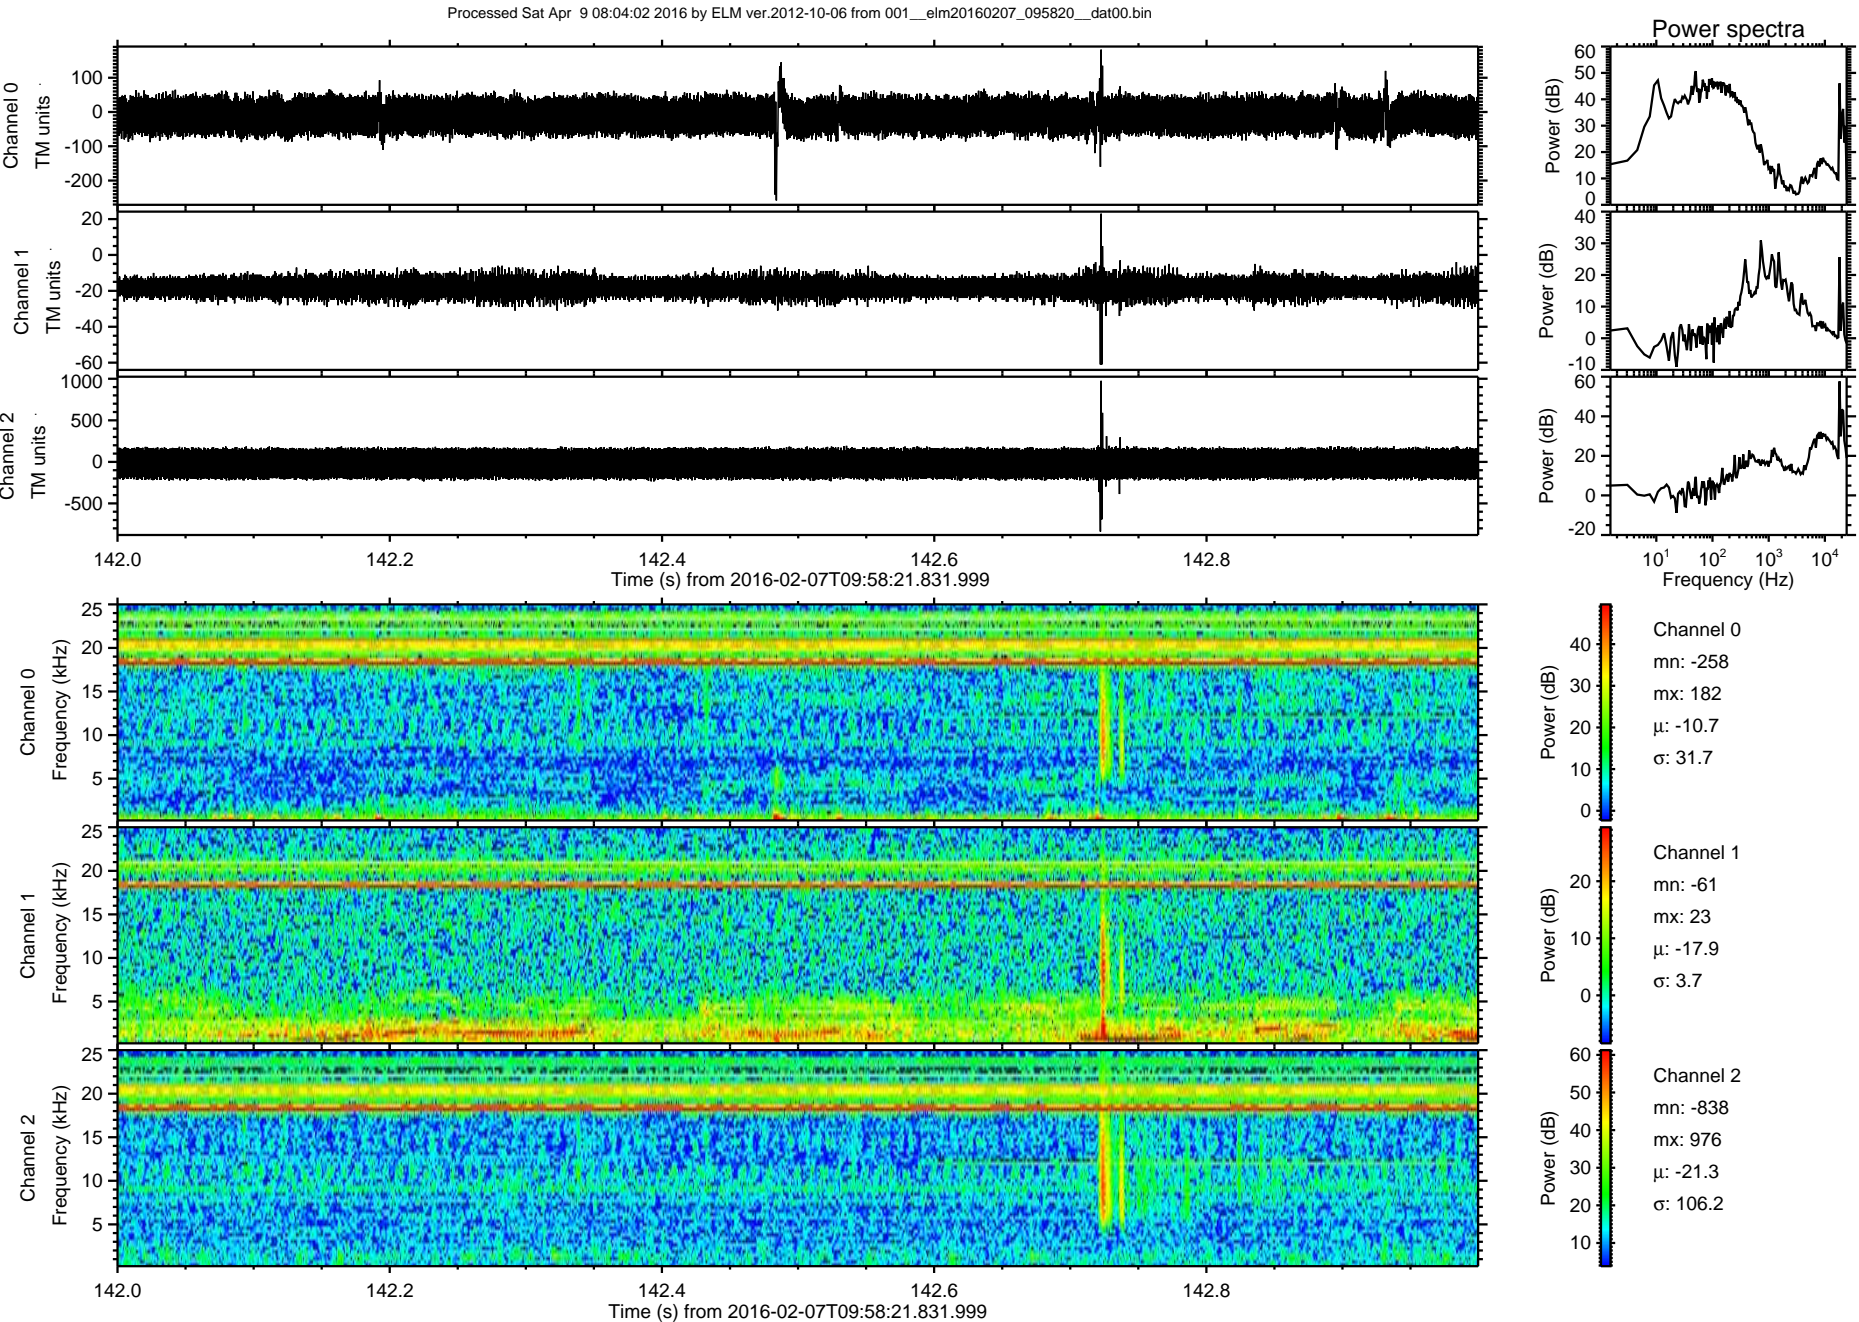 Processed Sat Apr 9 08:04:02 2016 by ELM ver.2012-10-06 from 001__elm20160207_095820__dat00.bin
Power spectra
Channel 0
TM units
100
0
-100
-200
Power (dB)
60
50
40
30
20
10
0
Channel 1
TM units
20
0
-20
-40
-60
Power (dB)
40
30
20
10
0
-10
Channel 2
TM units
1000
500
0
-500
Power (dB)
60
40
20
0
-20
142.0 142.2 142.4 142.6 142.8
Time (s) from 2016-02-07T09:58:21.831.999
10^1 10^2 10^3 10^4
Frequency (Hz)
Channel 0
Frequency (kHz)
25
20
15
10
5
Power (dB)
40
30
20
10
0
Channel 0
mn: -258
mx: 182
μ: -10.7
σ: 31.7
Channel 1
Frequency (kHz)
25
20
15
10
5
Power (dB)
20
10
0
Channel 1
mn: -61
mx: 23
μ: -17.9
σ: 3.7
Channel 2
Frequency (kHz)
25
20
15
10
5
Power (dB)
60
50
40
30
20
10
Channel 2
mn: -838
mx: 976
μ: -21.3
σ: 106.2
142.0 142.2 142.4 142.6 142.8
Time (s) from 2016-02-07T09:58:21.831.999